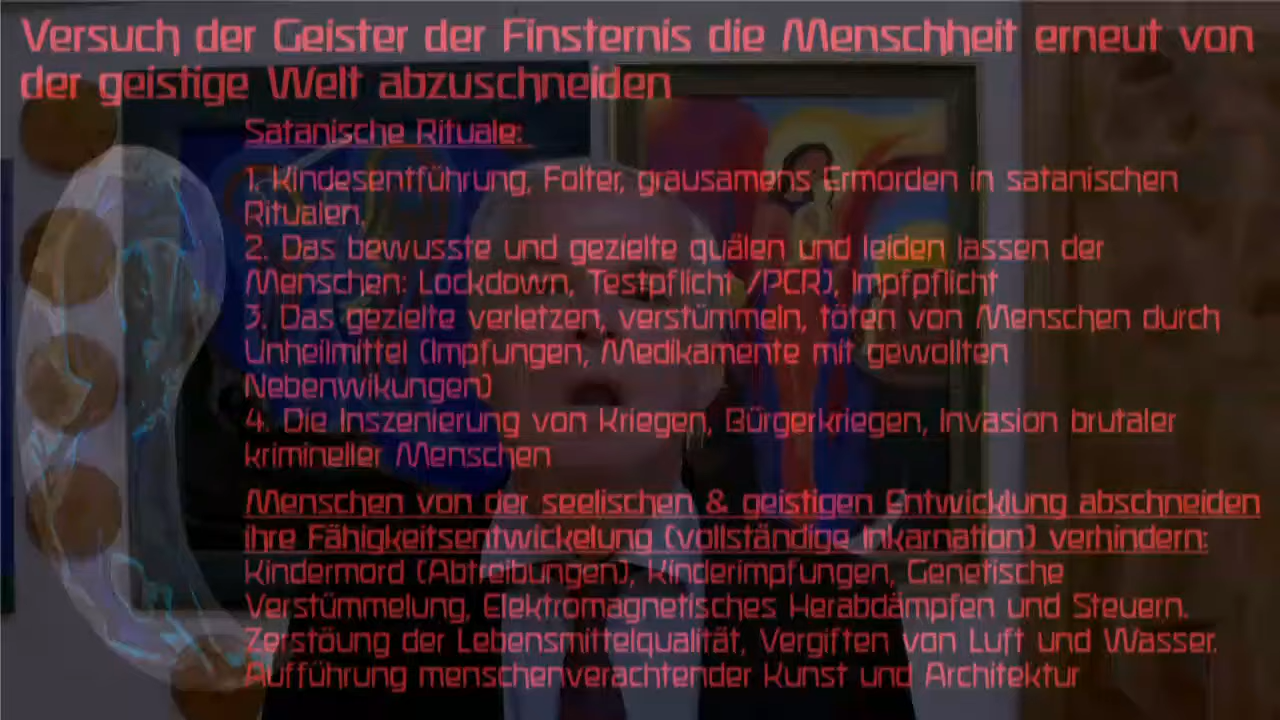 Versuch der Geister der Finsternis die Menschheit erneut von
der geistige Welt abzuschneiden
Satanische Rituale:
1. Kindesentführung, Folter, grausamens Ermorden in satanischen
Ritualen,
2. Das bewusste und gezielte quälen und leiden lassen der
Menschen: Lockdown, Testpflicht /PCR), Impfpflicht
3. Das gezielte verletzen, verstümmeln, töten von Menschen durch
Unheilmittel (Impfungen, Medikamente mit gewollten
Nebenwikungen)
4. Die Inszenierung von Kriegen, Bürgerkriegen, Invasion brutaler
krimineller Menschen
Menschen von der seelischen & geistigen Entwicklung abschneiden
ihre Fähigkeitsentwickelung (vollständige Inkarnation) verhindern:
Kindermord (Abtreibungen), Kinderimpfungen, Genetische
Verstümmelung, Elektromagnetisches Herabdämpfen und Steuern.
Zerstöung der Lebensmittelqualität, Vergiften von Luft und Wasser.
Aufführung menschenverachtender Kunst und Architektur